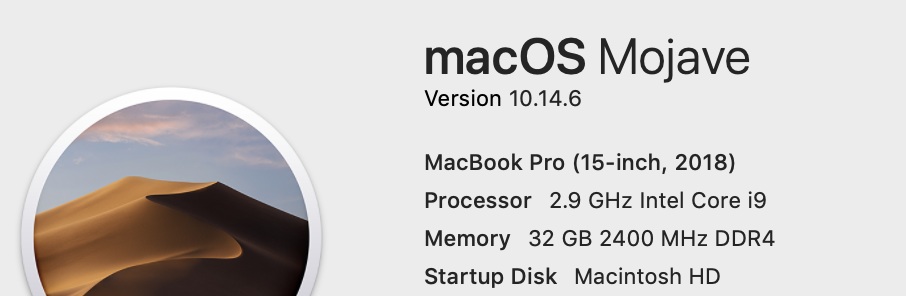 macOS Mojave
Version 10.14.6
MacBook Pro (15-inch, 2018)
Processor 2.9 GHz Intel Core i9
Memory 32 GB 2400 MHz DDR4
Startup Disk Macintosh HD